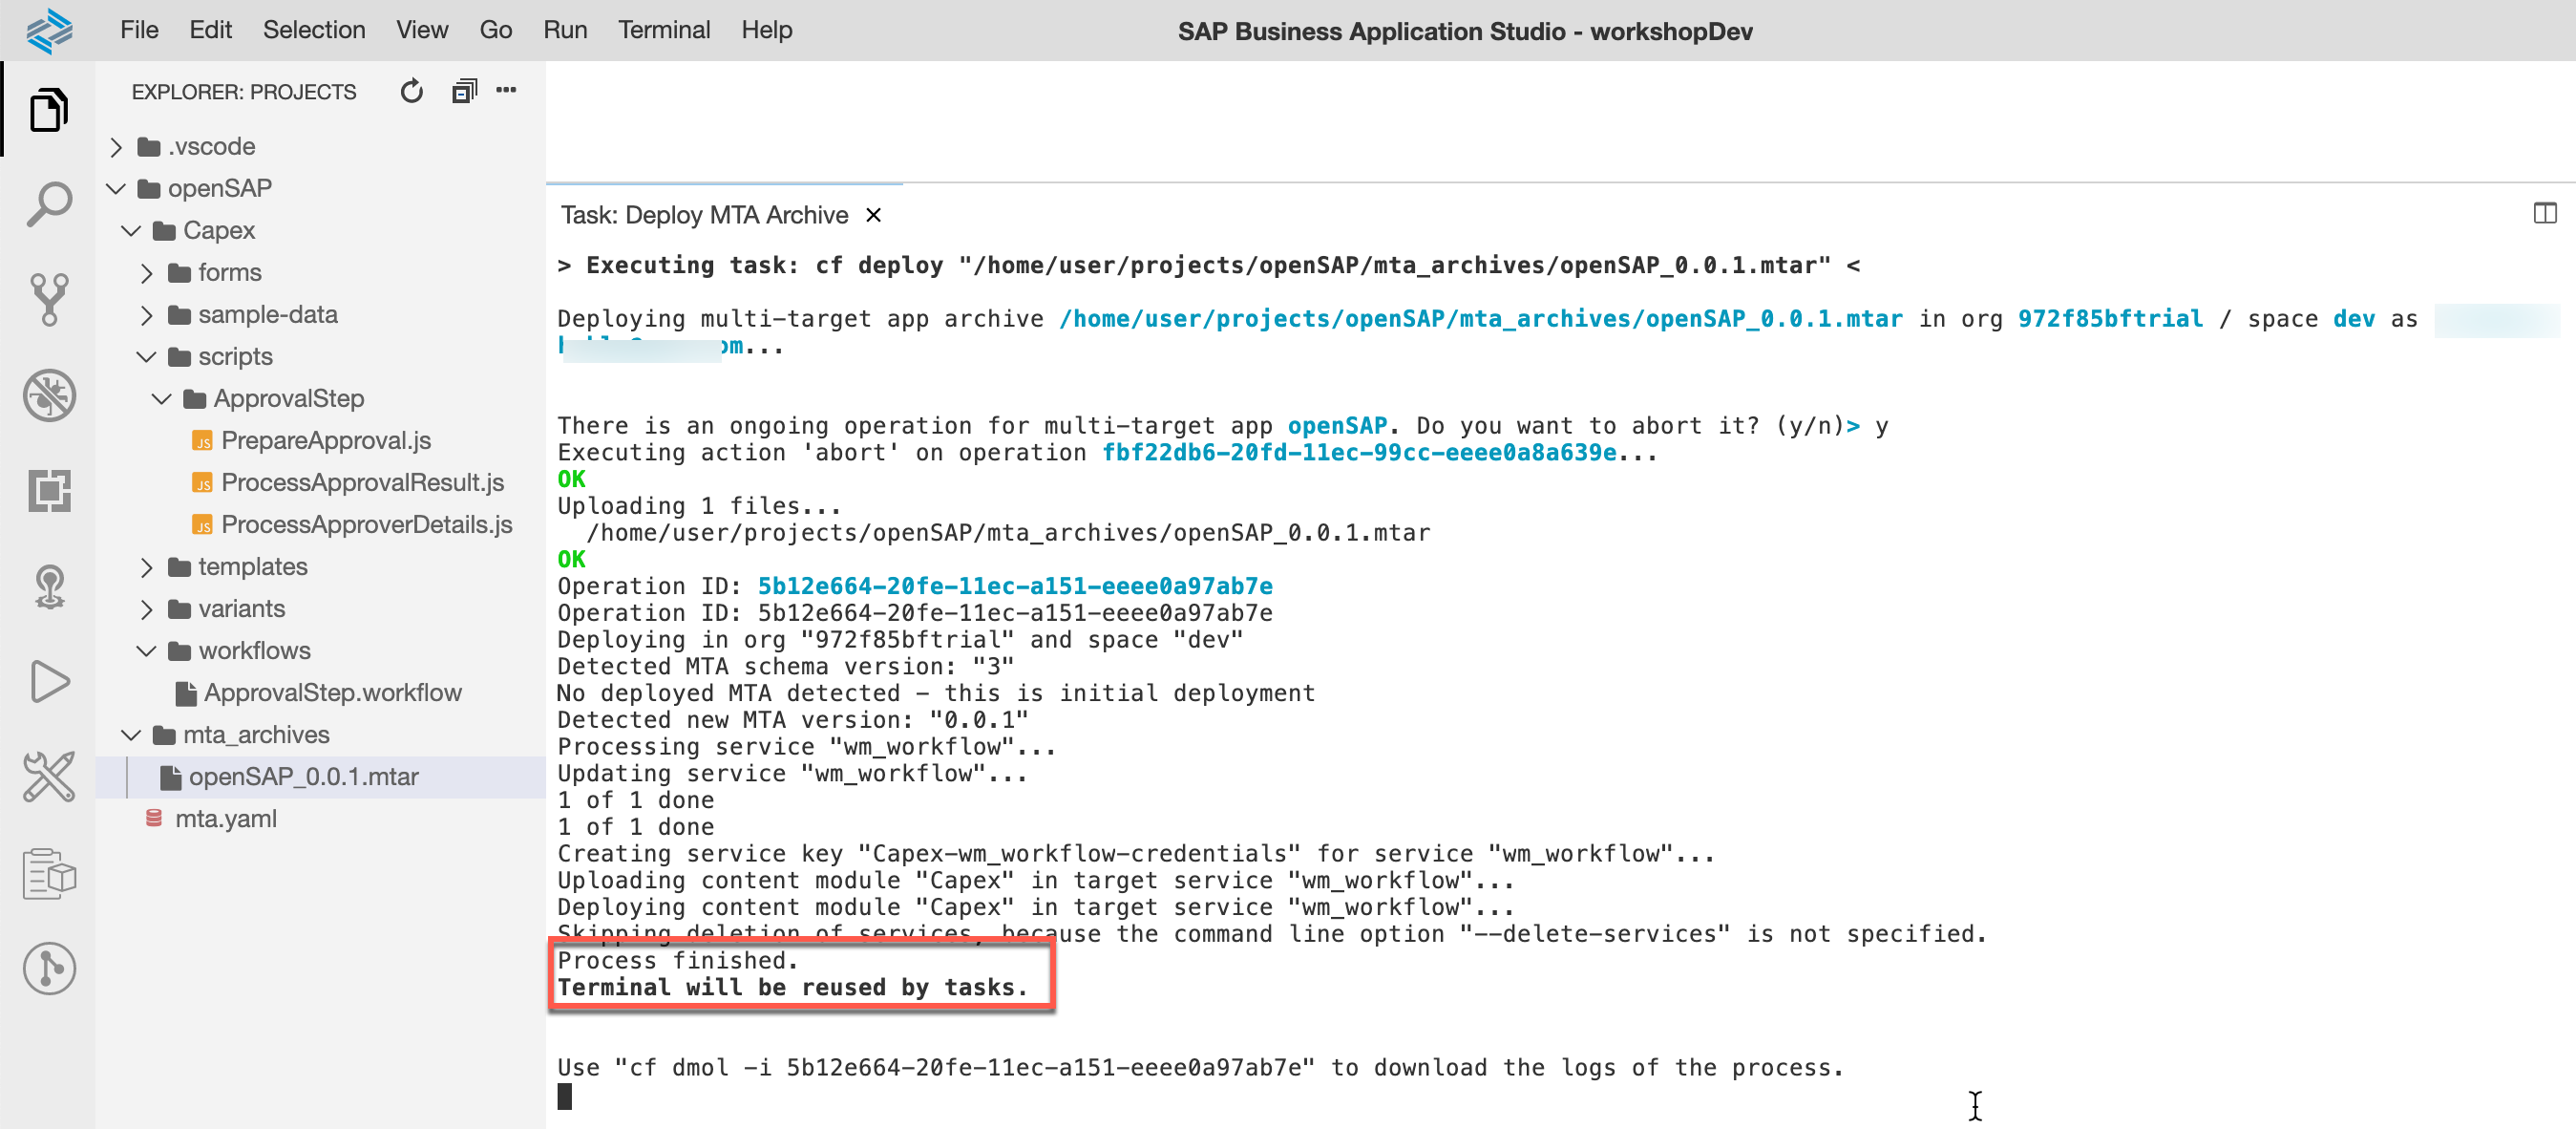 File Edit Selection View Go Run Terminal Help
SAP Business Application Studio - workshopDev
EXPLORER: PROJECTS
.vscode
openSAP
Capex
forms
sample-data
scripts
ApprovalStep
JS PrepareApproval.js
JS ProcessApprovalResult.js
JS ProcessApproverDetails.js
templates
variants
workflows
ApprovalStep.workflow
mta_archives
openSAP_0.0.1.mtar
mta.yaml
Task: Deploy MTA Archive
> Executing task: cf deploy "/home/user/projects/openSAP/mta_archives/openSAP_0.0.1.mtar" <
Deploying multi-target app archive /home/user/projects/openSAP/mta_archives/openSAP_0.0.1.mtar in org 972f85bftrial / space dev as
...
There is an ongoing operation for multi-target app openSAP. Do you want to abort it? (y/n)> y
Executing action 'abort' on operation fbf22db6-20fd-11ec-99cc-eeee0a8a639e...
OK
Uploading 1 files...
/home/user/projects/openSAP/mta_archives/openSAP_0.0.1.mtar
OK
Operation ID: 5b12e664-20fe-11ec-a151-eeee0a97ab7e
Operation ID: 5b12e664-20fe-11ec-a151-eeee0a97ab7e
Deploying in org "972f85bftrial" and space "dev"
Detected MTA schema version: "3"
No deployed MTA detected - this is initial deployment
Detected new MTA version: "0.0.1"
Processing service "wm_workflow"...
Updating service "wm_workflow"...
1 of 1 done
1 of 1 done
Creating service key "Capex-wm_workflow-credentials" for service "wm_workflow"...
Uploading content module "Capex" in target service "wm_workflow"...
Deploying content module "Capex" in target service "wm_workflow"...
Skipping deletion of services, because the command line option "--delete-services" is not specified.
Process finished.
Terminal will be reused by tasks.
Use "cf dmol -i 5b12e664-20fe-11ec-a151-eeee0a97ab7e" to download the logs of the process.